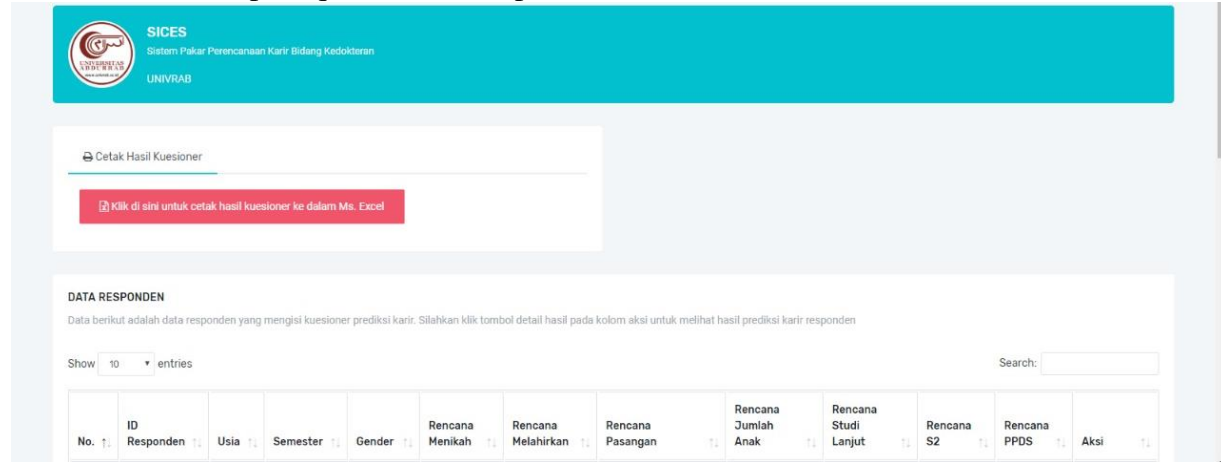 SICES
Sistem Pakar Perencanaan Karir Bidang Kedokteran
UNIVRAB
UNIVERSITAS
ABDURRAB
Cetak Hasil Kuesioner
Klik di sini untuk cetak hasil kuesioner ke dalam Ms. Excel
DATA RESPONDEN
Data berikut adalah data responden yang mengisi kuesioner prediksi karir. Silahkan klik tombol detail hasil pada kolom aksi untuk melihat hasil prediksi karir responden
Show 10 entries
Search:
No.
ID
Responden
Usia
Semester
Gender
Rencana
Menikah
Rencana
Melahirkan
Rencana
Pasangan
Rencana
Jumlah
Anak
Rencana
Studi
Lanjut
Rencana
S2
Rencana
PPDS
Aksi